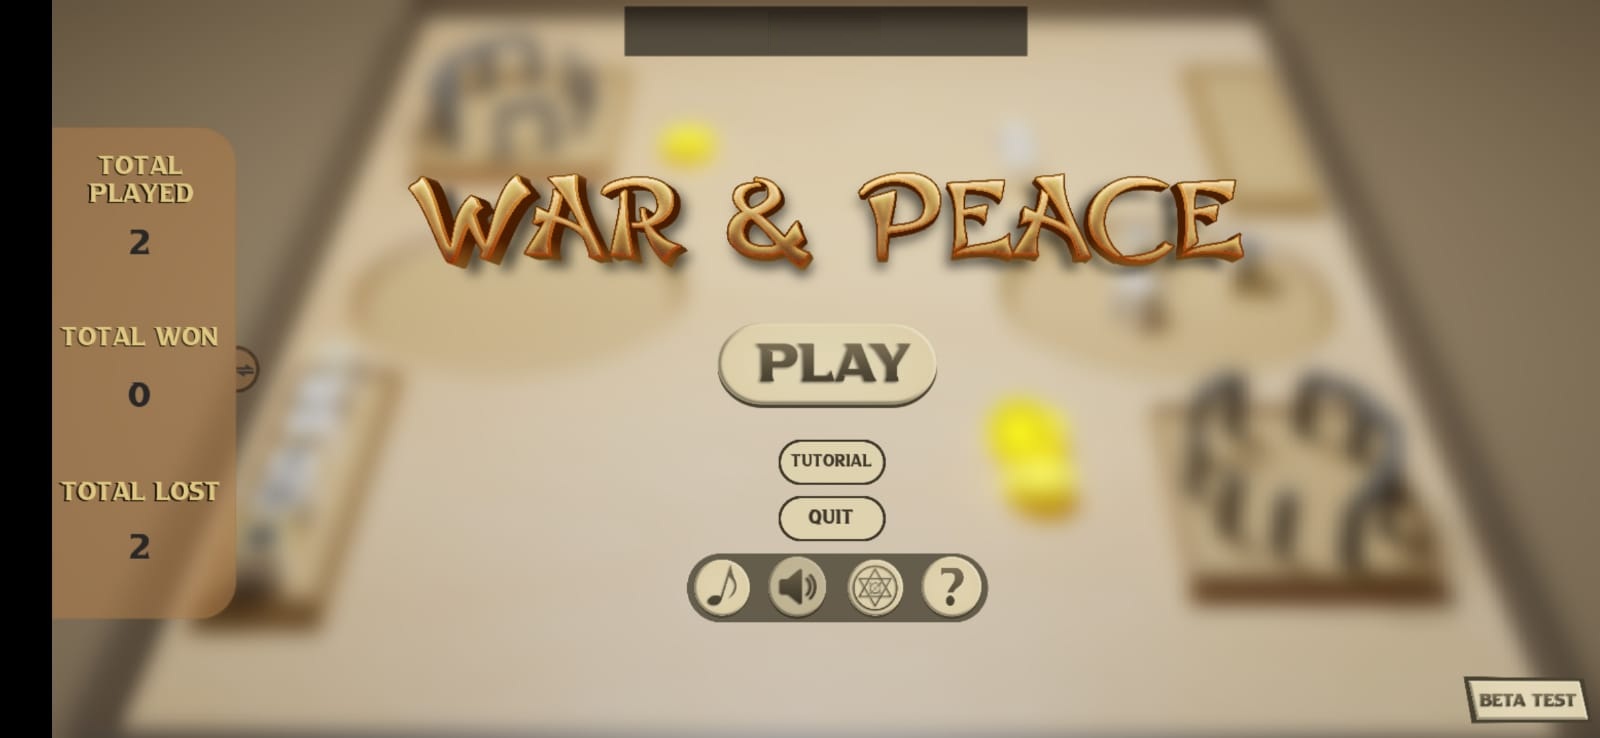 TOTAL
PLAYED
2
TOTAL WON
0
TOTAL LOST
2
WAR & PEACE
PLAY
TUTORIAL
QUIT
?
BETA TEST